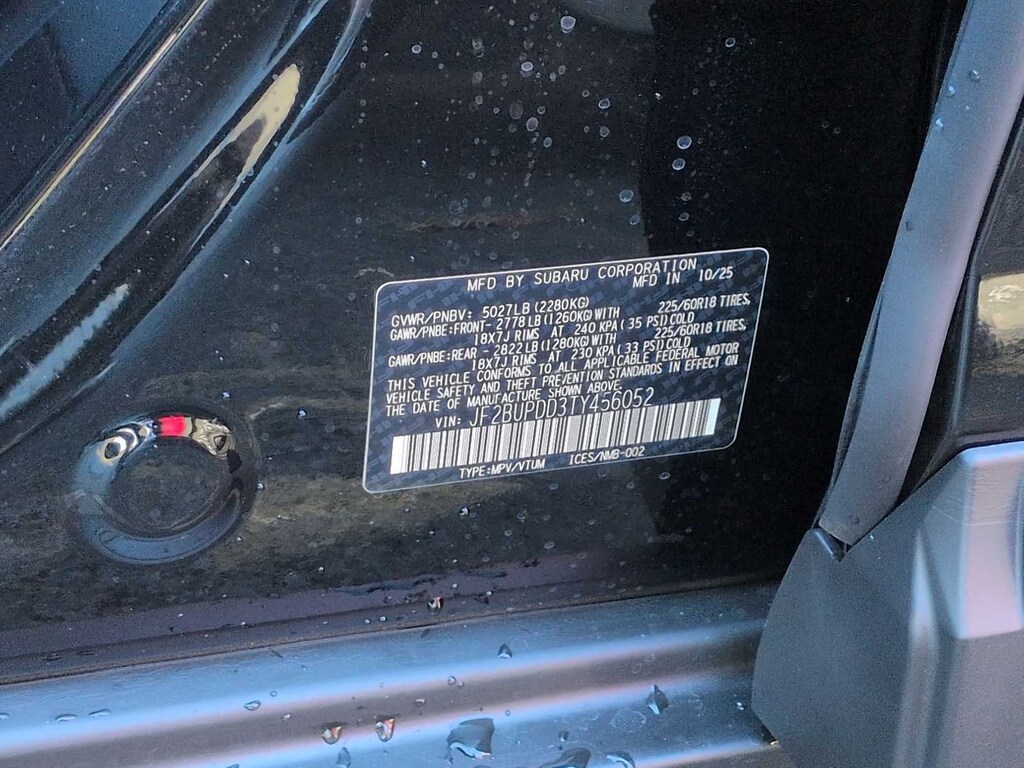 MFD BY SUBARU CORPORATION
MFD IN 10/25
GVWR/PNBV: 5027LB (2280KG)
GAWR/PNBE:FRONT- 2778LB (1260KG) WITH 225/60R18 TIRES,
18X7J RIMS AT 240 KPA ( 35 PSI) COLD
GAWR/PNBE:REAR - 2822LB (1280KG) WITH 225/60R18 TIRES,
18X7J RIMS AT 230 KPA ( 33 PSI) COLD
THIS VEHICLE CONFORMS TO ALL APPLICABLE FEDERAL MOTOR
VEHICLE SAFETY AND THEFT PREVENTION STANDARDS IN EFFECT ON
THE DATE OF MANUFACTURE SHOWN ABOVE.
VIN: JF2BUPDD3TY456052
TYPE:MPV/VTUM ICES/NMB-002